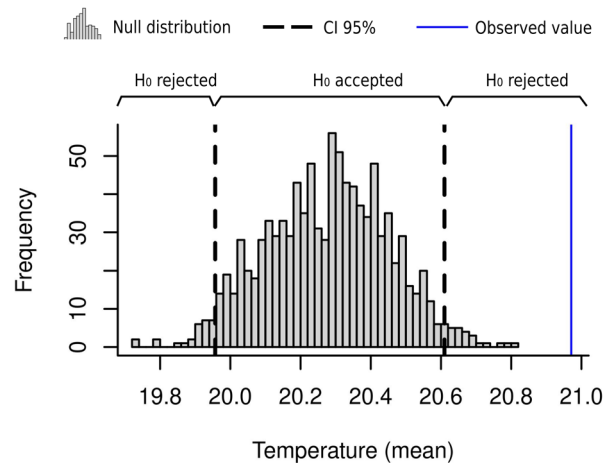 Null distribution CI 95% Observed value
H₀ rejected H₀ accepted H₀ rejected
Frequency
50
30
10
0
19.8 20.0 20.2 20.4 20.6 20.8 21.0
Temperature (mean)